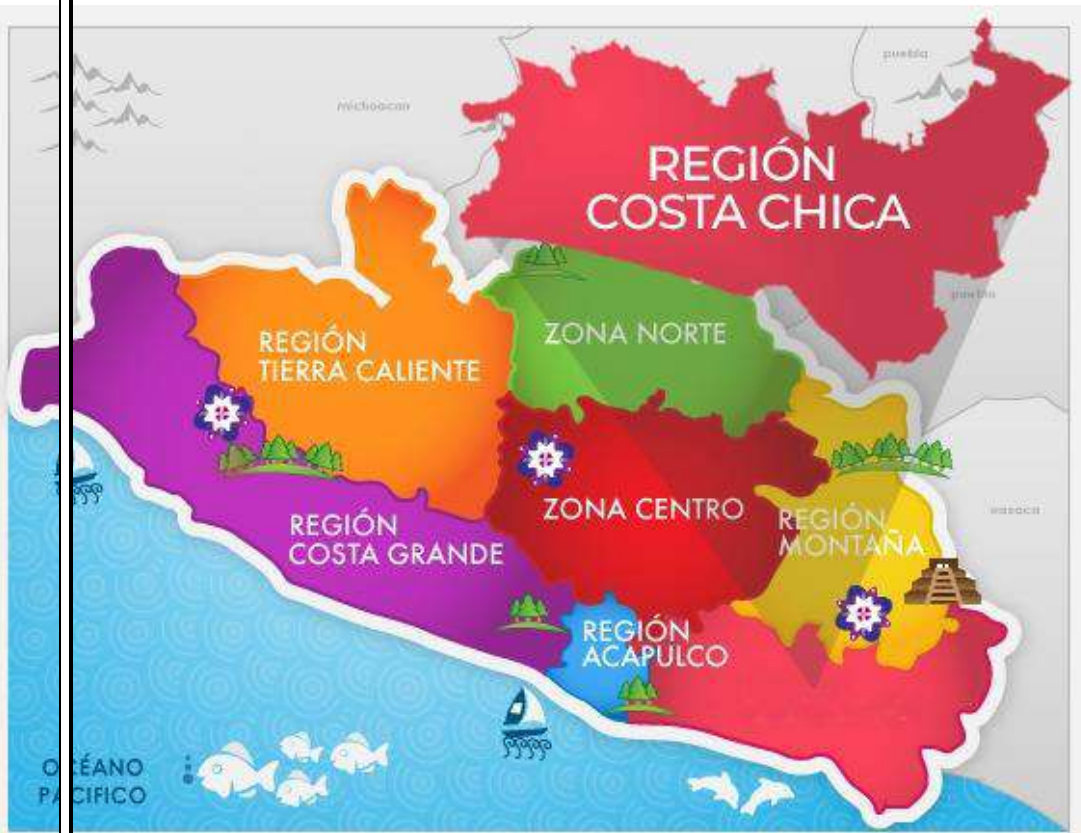 michoacan
puebla
REGIÓN
COSTA CHICA
puebla
REGIÓN
TIERRA CALIENTE
ZONA NORTE
REGIÓN
COSTA GRANDE
ZONA CENTRO
REGIÓN
MONTAÑA
oaxaca
REGIÓN
ACAPULCO
OCÉANO
PACIFICO